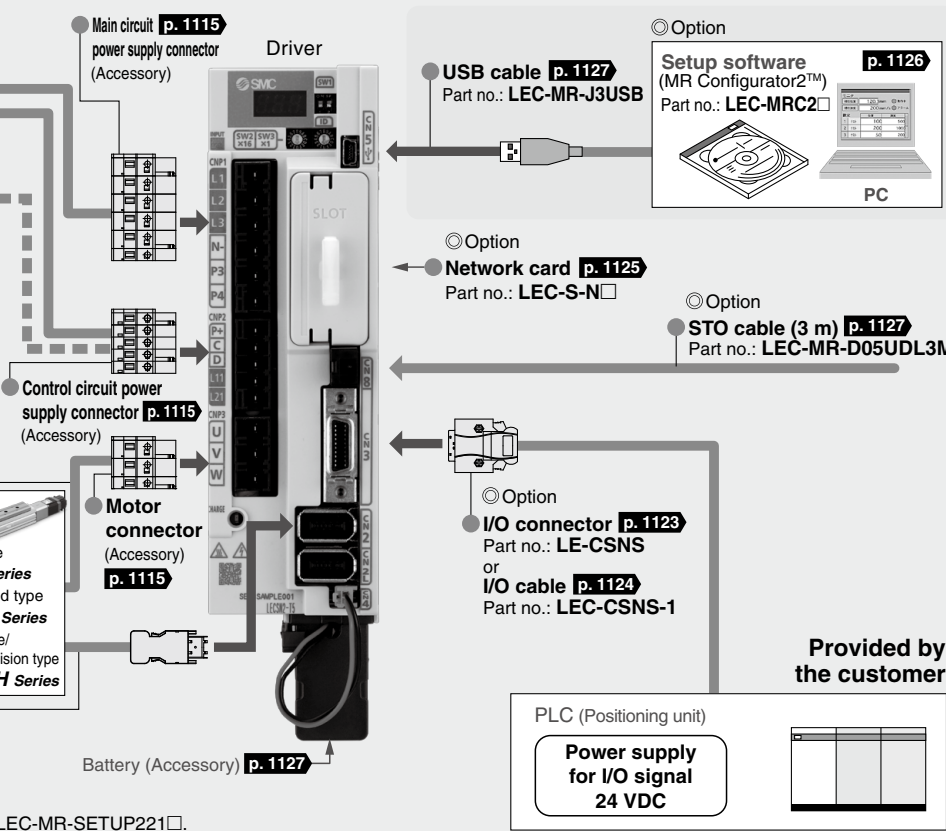 Main circuit p. 1115
power supply connector
(Accessory)
Driver
◎Option
USB cable p. 1127
Part no.: LEC-MR-J3USB
Setup software p. 1126
(MR Configurator2™)
Part no.: LEC-MRC2□
PC
SMC
SW1
ID
SW2 ×16
SW3 ×1
INPUT
CN5
CNP1
L1
L2
L3
N-
P3
P4
CNP2
P+
C
D
L11
L21
CNP3
U
V
W
CHARGE
SLOT
CN8
CN3
CN2
CN2L
CN4
LECSN2-T5
◎Option
Network card p. 1125
Part no.: LEC-S-N□
◎Option
STO cable (3 m) p. 1127
Part no.: LEC-MR-D05UDL3M
Control circuit power
supply connector p. 1115
(Accessory)
Motor
connector
(Accessory)
p. 1115
◎Option
I/O connector p. 1123
Part no.: LE-CSNS
or
I/O cable p. 1124
Part no.: LEC-CSNS-1
e
eries
d type
Series
e/
ision type
H Series
Provided by
the customer
PLC (Positioning unit)
Power supply
for I/O signal
24 VDC
Battery (Accessory) p. 1127
LEC-MR-SETUP221□.